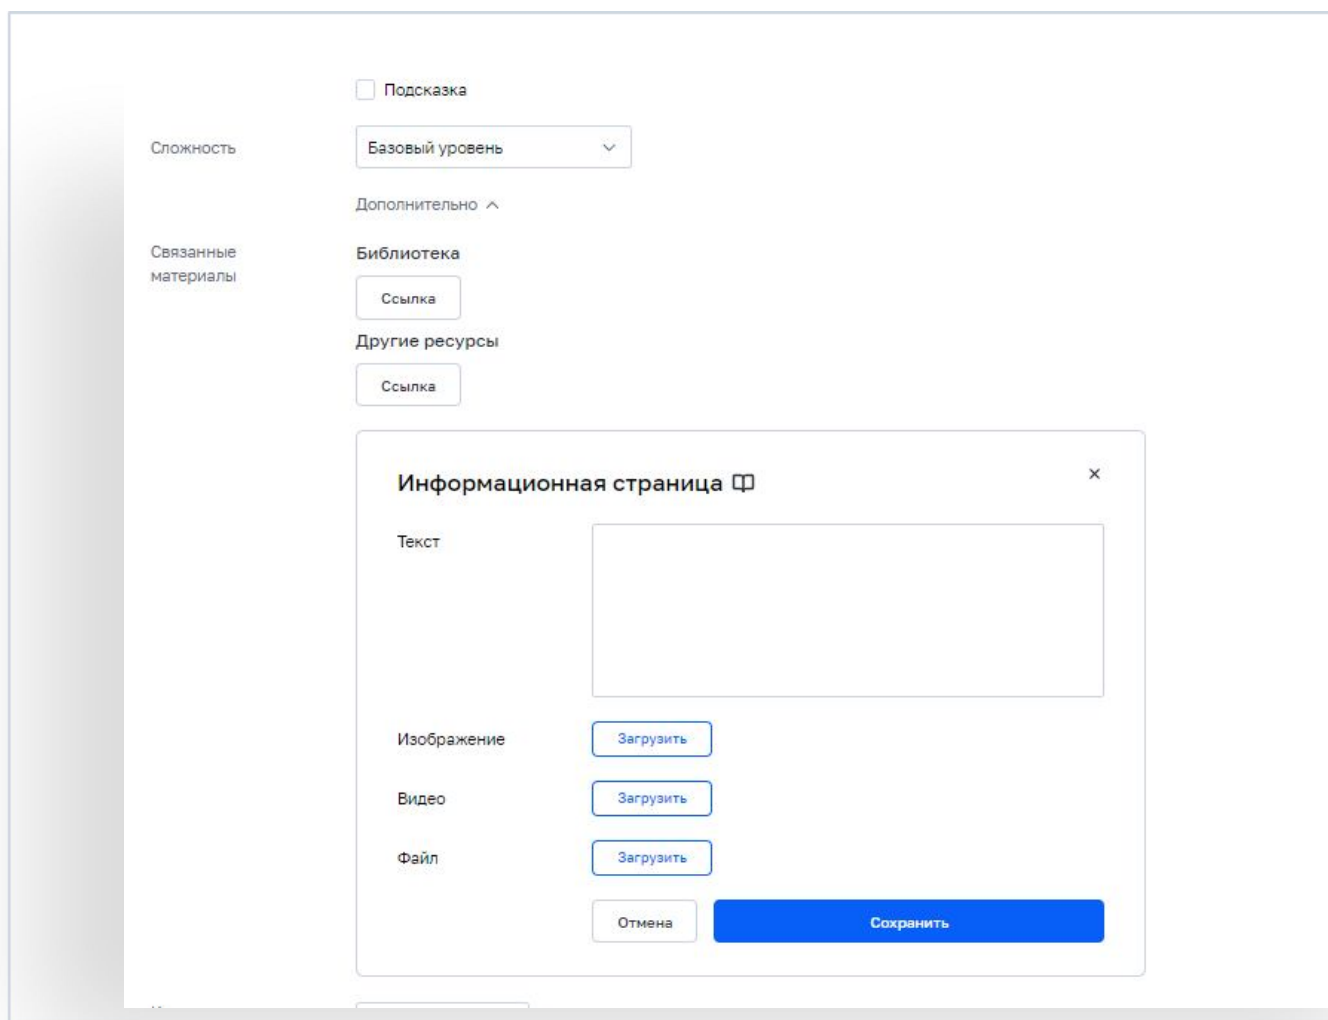 Подсказка
Сложность
Базовый уровень
Дополнительно
Связанные
материалы
Библиотека
Ссылка
Другие ресурсы
Ссылка
Информационная страница
Текст
Изображение
Загрузить
Видео
Загрузить
Файл
Загрузить
Отмена
Сохранить